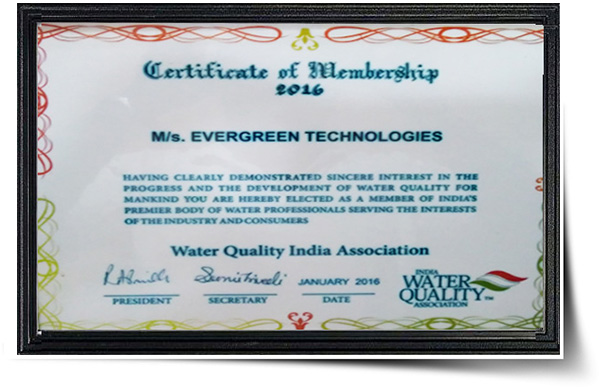 Certificate of Membership
2016
M/s. EVERGREEN TECHNOLOGIES
HAVING CLEARLY DEMONSTRATED SINCERE INTEREST IN THE
PROGRESS AND THE DEVELOPMENT OF WATER QUALITY FOR
MANKIND YOU ARE HEREBY ELECTED AS A MEMBER OF INDIA'S
PREMIER BODY OF WATER PROFESSIONALS SERVING THE INTERESTS
OF THE INDUSTRY AND CONSUMERS
Water Quality India Association
JANUARY 2016
PRESIDENT SECRETARY DATE
INDIA
WATER
QUALITY TM
ASSOCIATION